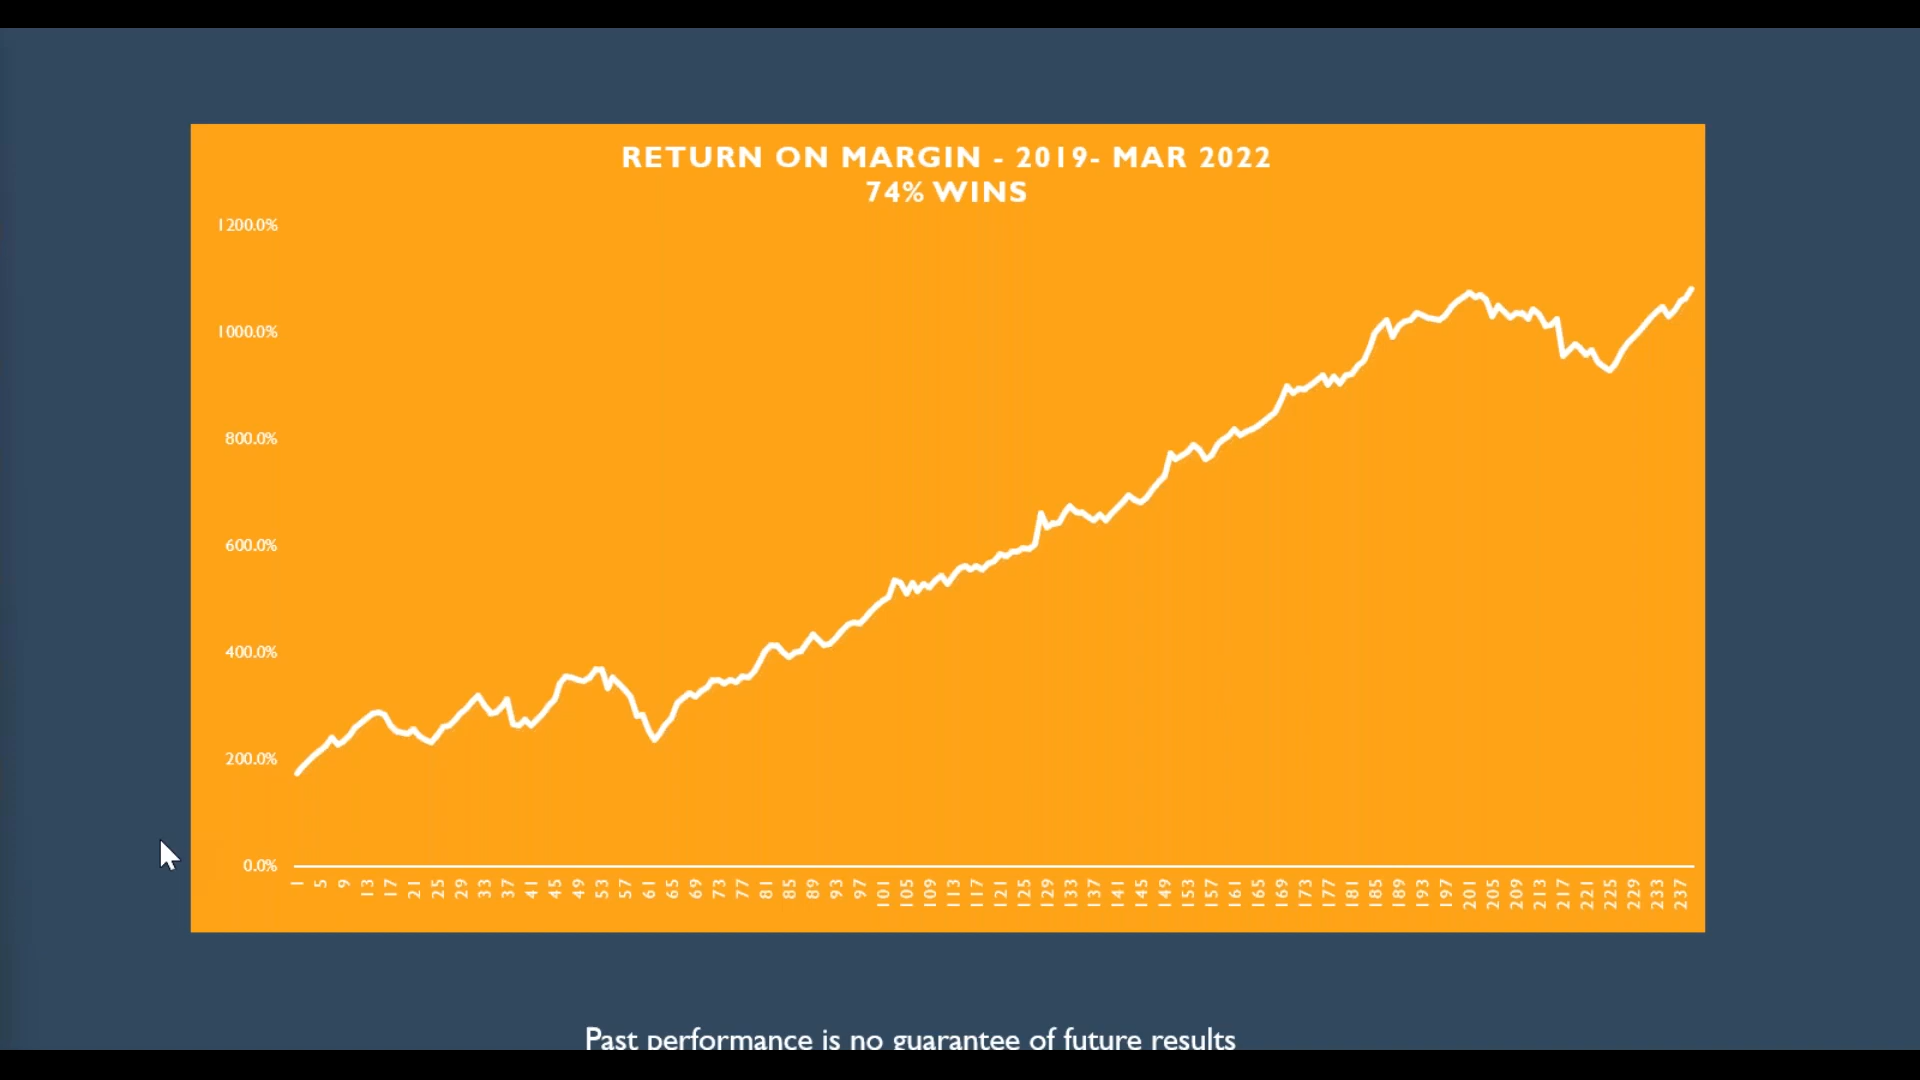 RETURN ON MARGIN - 2019- MAR 2022
74% WINS
1200.0%
1000.0%
800.0%
600.0%
400.0%
200.0%
0.0%
1 5 9 13 17 21 25 29 33 37 41 45 49 53 57 61 65 69 73 77 81 85 89 93 97 101 105 109 113 117 121 125 129 133 137 141 145 149 153 157 161 165 169 173 177 181 185 189 193 197 201 205 209 213 217 221 225 229 233 237
Past performance is no guarantee of future results